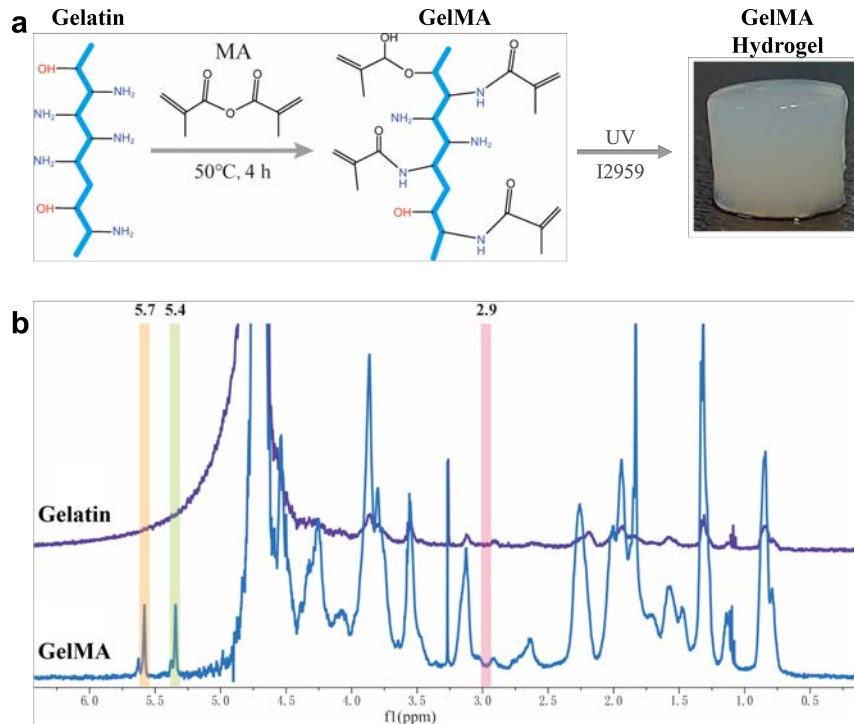 a
Gelatin
GelMA
GelMA
Hydrogel
MA
50°C, 4 h
UV
I2959
OH
NH₂
NH₂
NH₂
NH₂
NH₂
OH
NH₂
O
O
O
OH
O
O
N
H
NH₂
NH₂
O
N
H
OH
O
N
H
b
5.7 5.4 2.9
Gelatin
GelMA
6.0 5.5 5.0 4.5 4.0 3.5 3.0 2.5 2.0 1.5 1.0 0.5
f1(ppm)